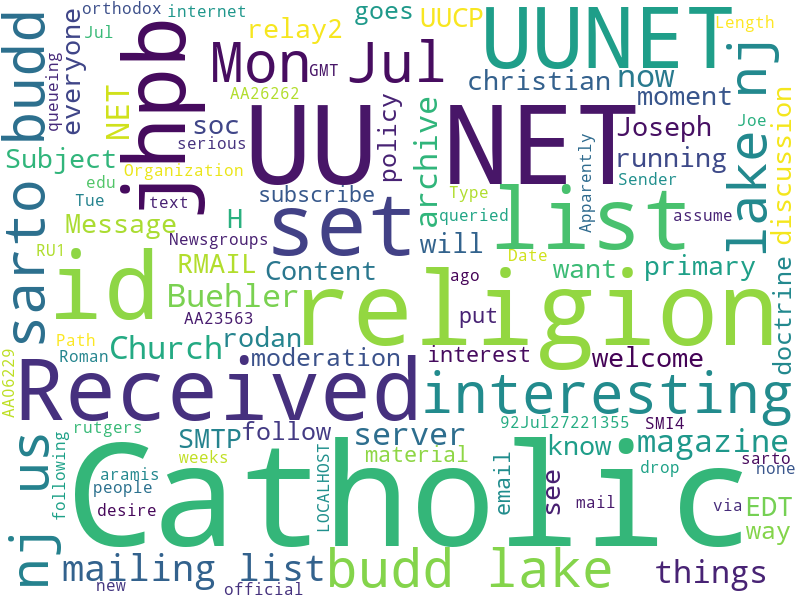 orthodox
internet
goes
UUCP
UUNET
Length
budd
queueing
everyone
Jul
relay2
jhpb
Mon
GMT
Jul
christian
now
nj
AA26262
moment
NET
soc
serious
UU
NET
policy
archive
Joseph
Joe
lake
discussion
Subject
Organization
running
edu
Tue
text
subscribe
Type
Sender
Apparently
sarto
Message
H
set
queried
list
assume
Newsgroups
will
RU1
id
RMAIL
Content
Date
want
primary
ago
Buehler
religion
doctrine
AA23563
put
Path
Roman
Church
rodan
moderation
interest
welcome
AA06229
Received
interesting
rutgers
SMTP
follow
server
92Jul27221355
SMI4
us
following
weeks
material
know
magazine
sarto
none
aramis
people
desire
Catholic
LOCALHOST
email
see
drop
mail
via
EDT
way
nj
mailing list
new
official
budd lake
things